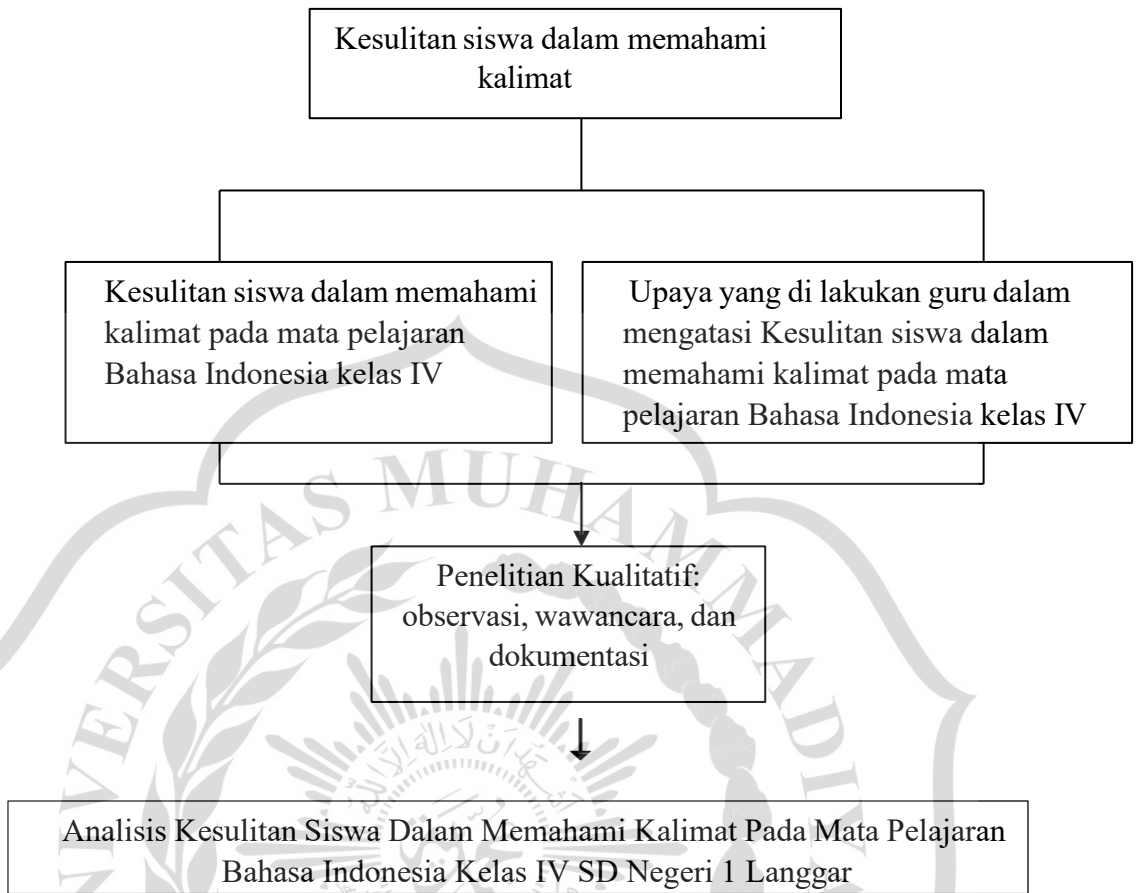 Kesulitan siswa dalam memahami
kalimat
Kesulitan siswa dalam memahami
kalimat pada mata pelajaran
Bahasa Indonesia kelas IV
Upaya yang di lakukan guru dalam
mengatasi Kesulitan siswa dalam
memahami kalimat pada mata
pelajaran Bahasa Indonesia kelas IV
UNIVERSITAS MUHAMMADIYA
Penelitian Kualitatif:
observasi, wawancara, dan
dokumentasi
Analisis Kesulitan Siswa Dalam Memahami Kalimat Pada Mata Pelajaran
Bahasa Indonesia Kelas IV SD Negeri 1 Langgar